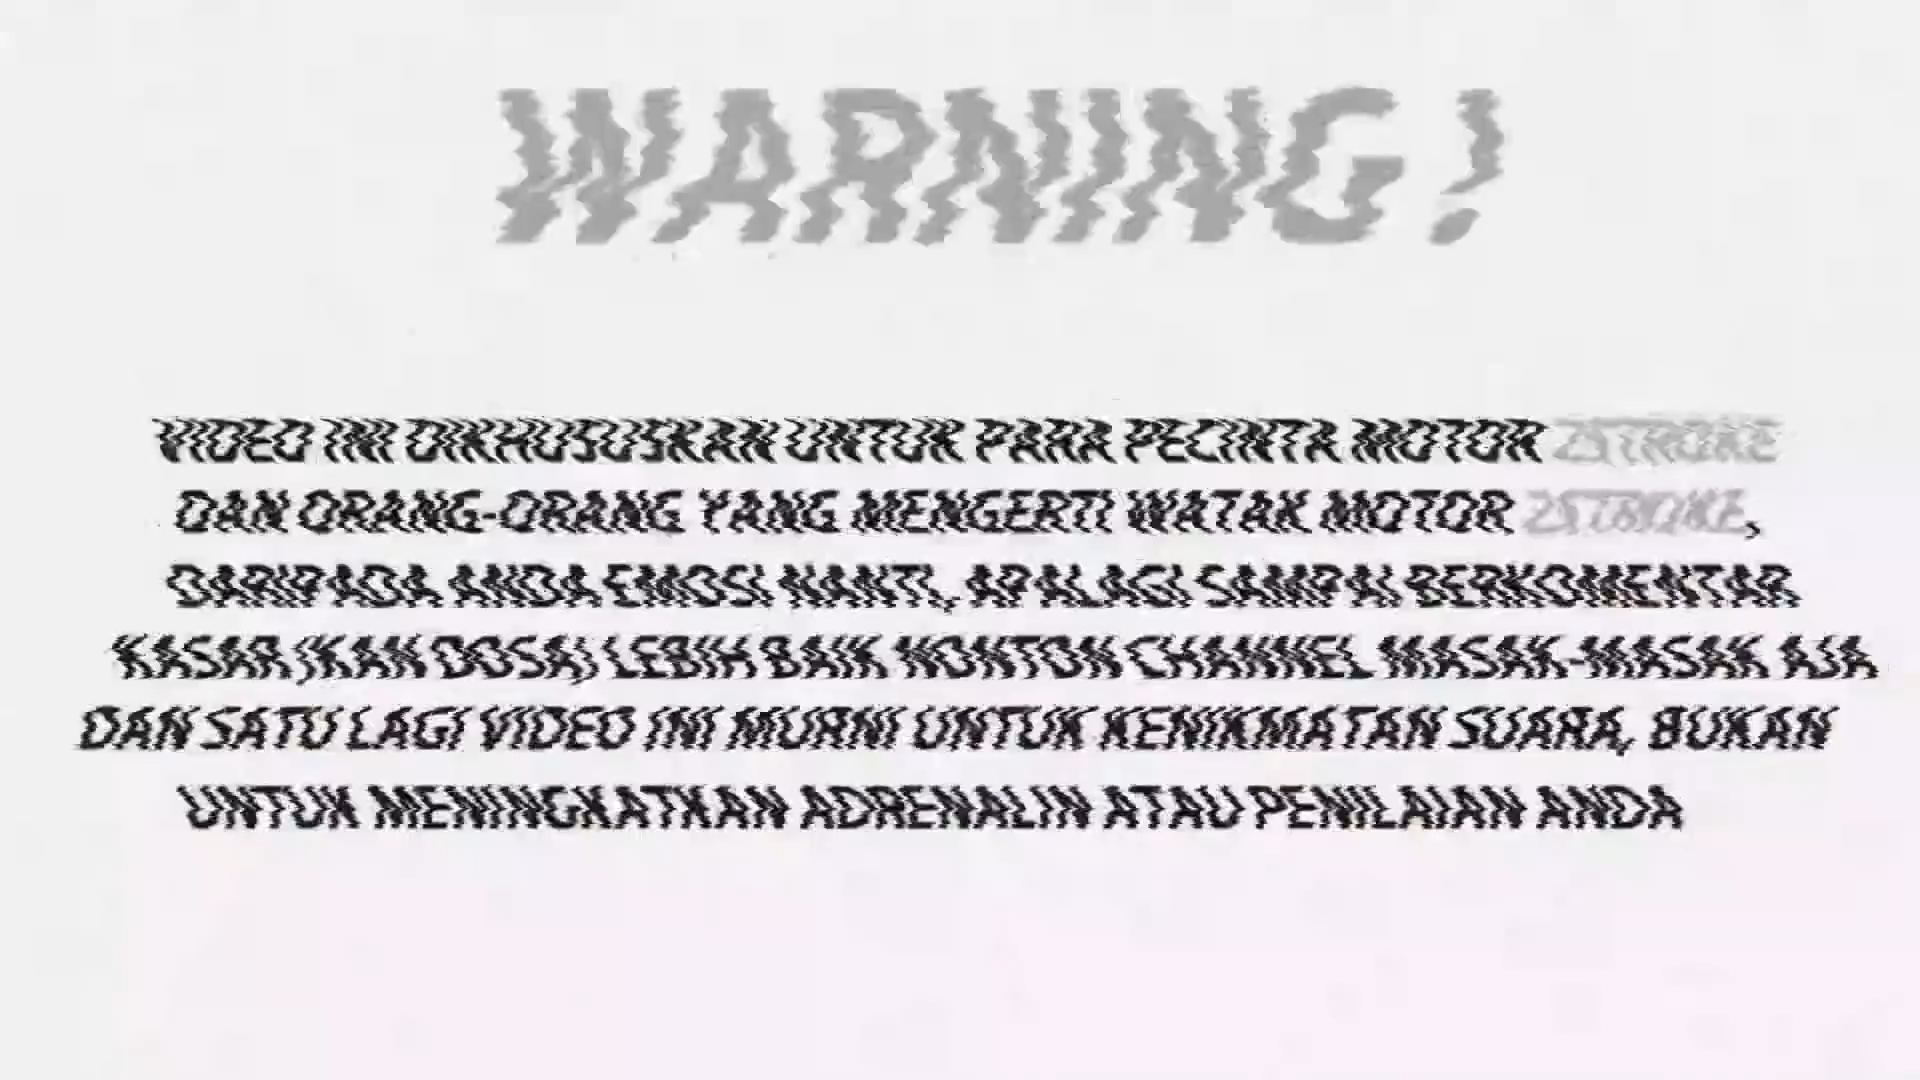 WARNING!
VIDEO INI DIKHUSUSKAN UNTUK PARA PECINTA MOTOR 2STROKE
DAN ORANG-ORANG YANG MENGERTI WATAK MOTOR 2STROKE,
DARIPADA ANDA EMOSI NANTI, APALAGI SAMPAI BERKOMENTAR
KASAR,(KAN DOSA) LEBIH BAIK NONTON CHANNEL MASAK-MASAK AJA
DAN SATU LAGI VIDEO INI MURNI UNTUK KENIKMATAN SUARA, BUKAN
UNTUK MENINGKATKAN ADRENALIN ATAU PENILAIAN ANDA